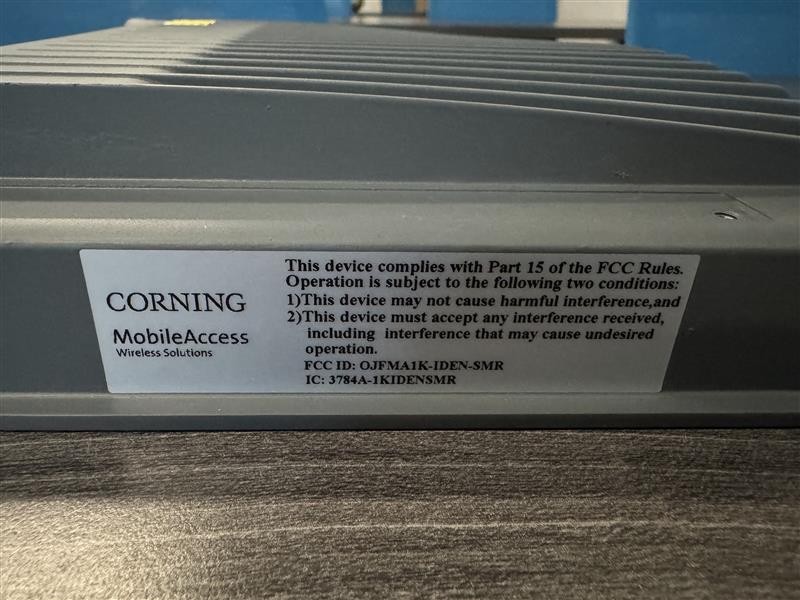 CORNING
MobileAccess
Wireless Solutions
This device complies with Part 15 of the FCC Rules.
Operation is subject to the following two conditions:
1)This device may not cause harmful interference,and
2)This device must accept any interference received,
including interference that may cause undesired
operation.
FCC ID: OJFMA1K-IDEN-SMR
IC: 3784A-1KIDENSMR